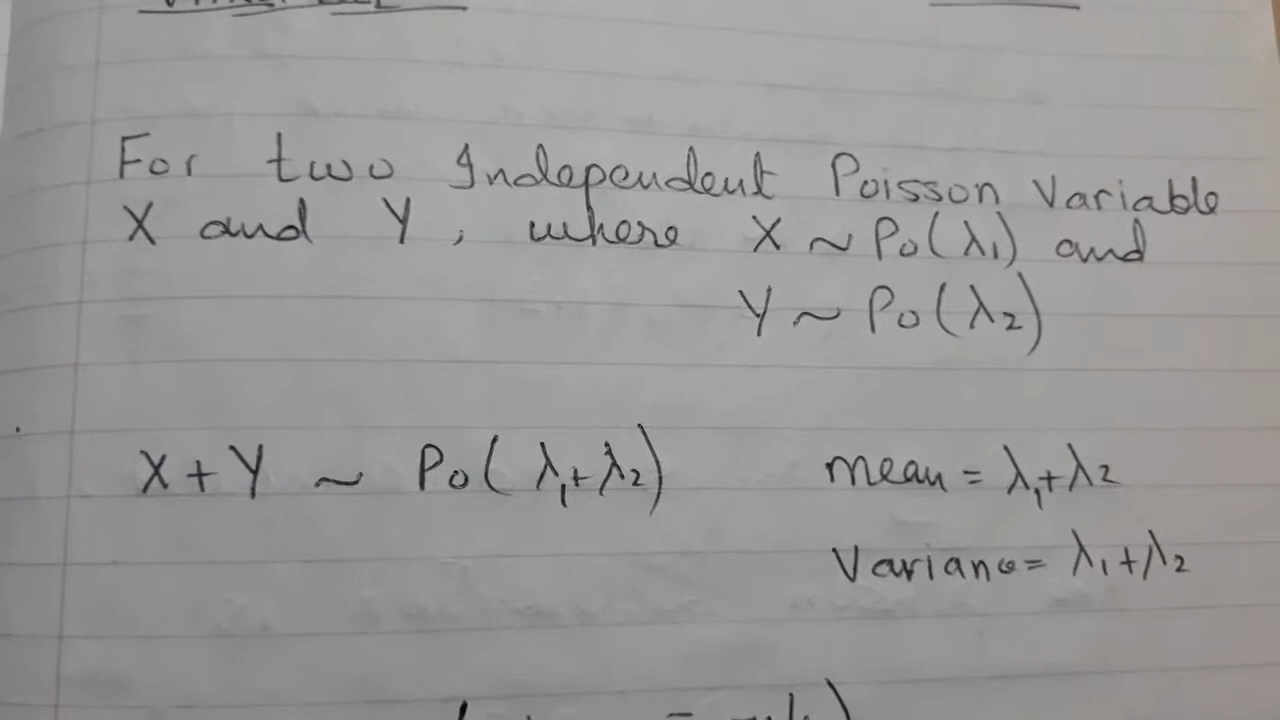 For two Independent Poisson Variable
X and Y, where X ~ Po(λ1) and
Y ~ Po(λ2)
X + Y ~ Po(λ1+λ2) mean = λ1+λ2
Variance = λ1+λ2